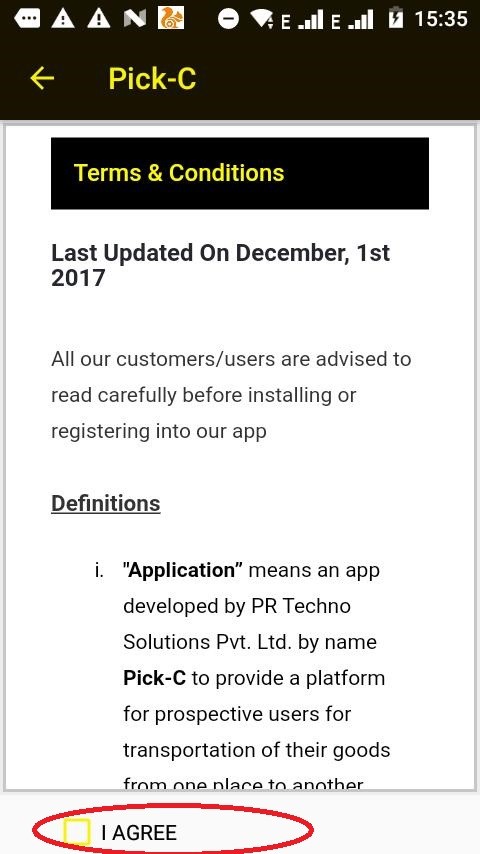 E E 15:35
Pick-C
Terms & Conditions
Last Updated On December, 1st
2017
All our customers/users are advised to
read carefully before installing or
registering into our app
Definitions
i. "Application” means an app
developed by PR Techno
Solutions Pvt. Ltd. by name
Pick-C to provide a platform
for prospective users for
transportation of their goods
from one place to another
I AGREE